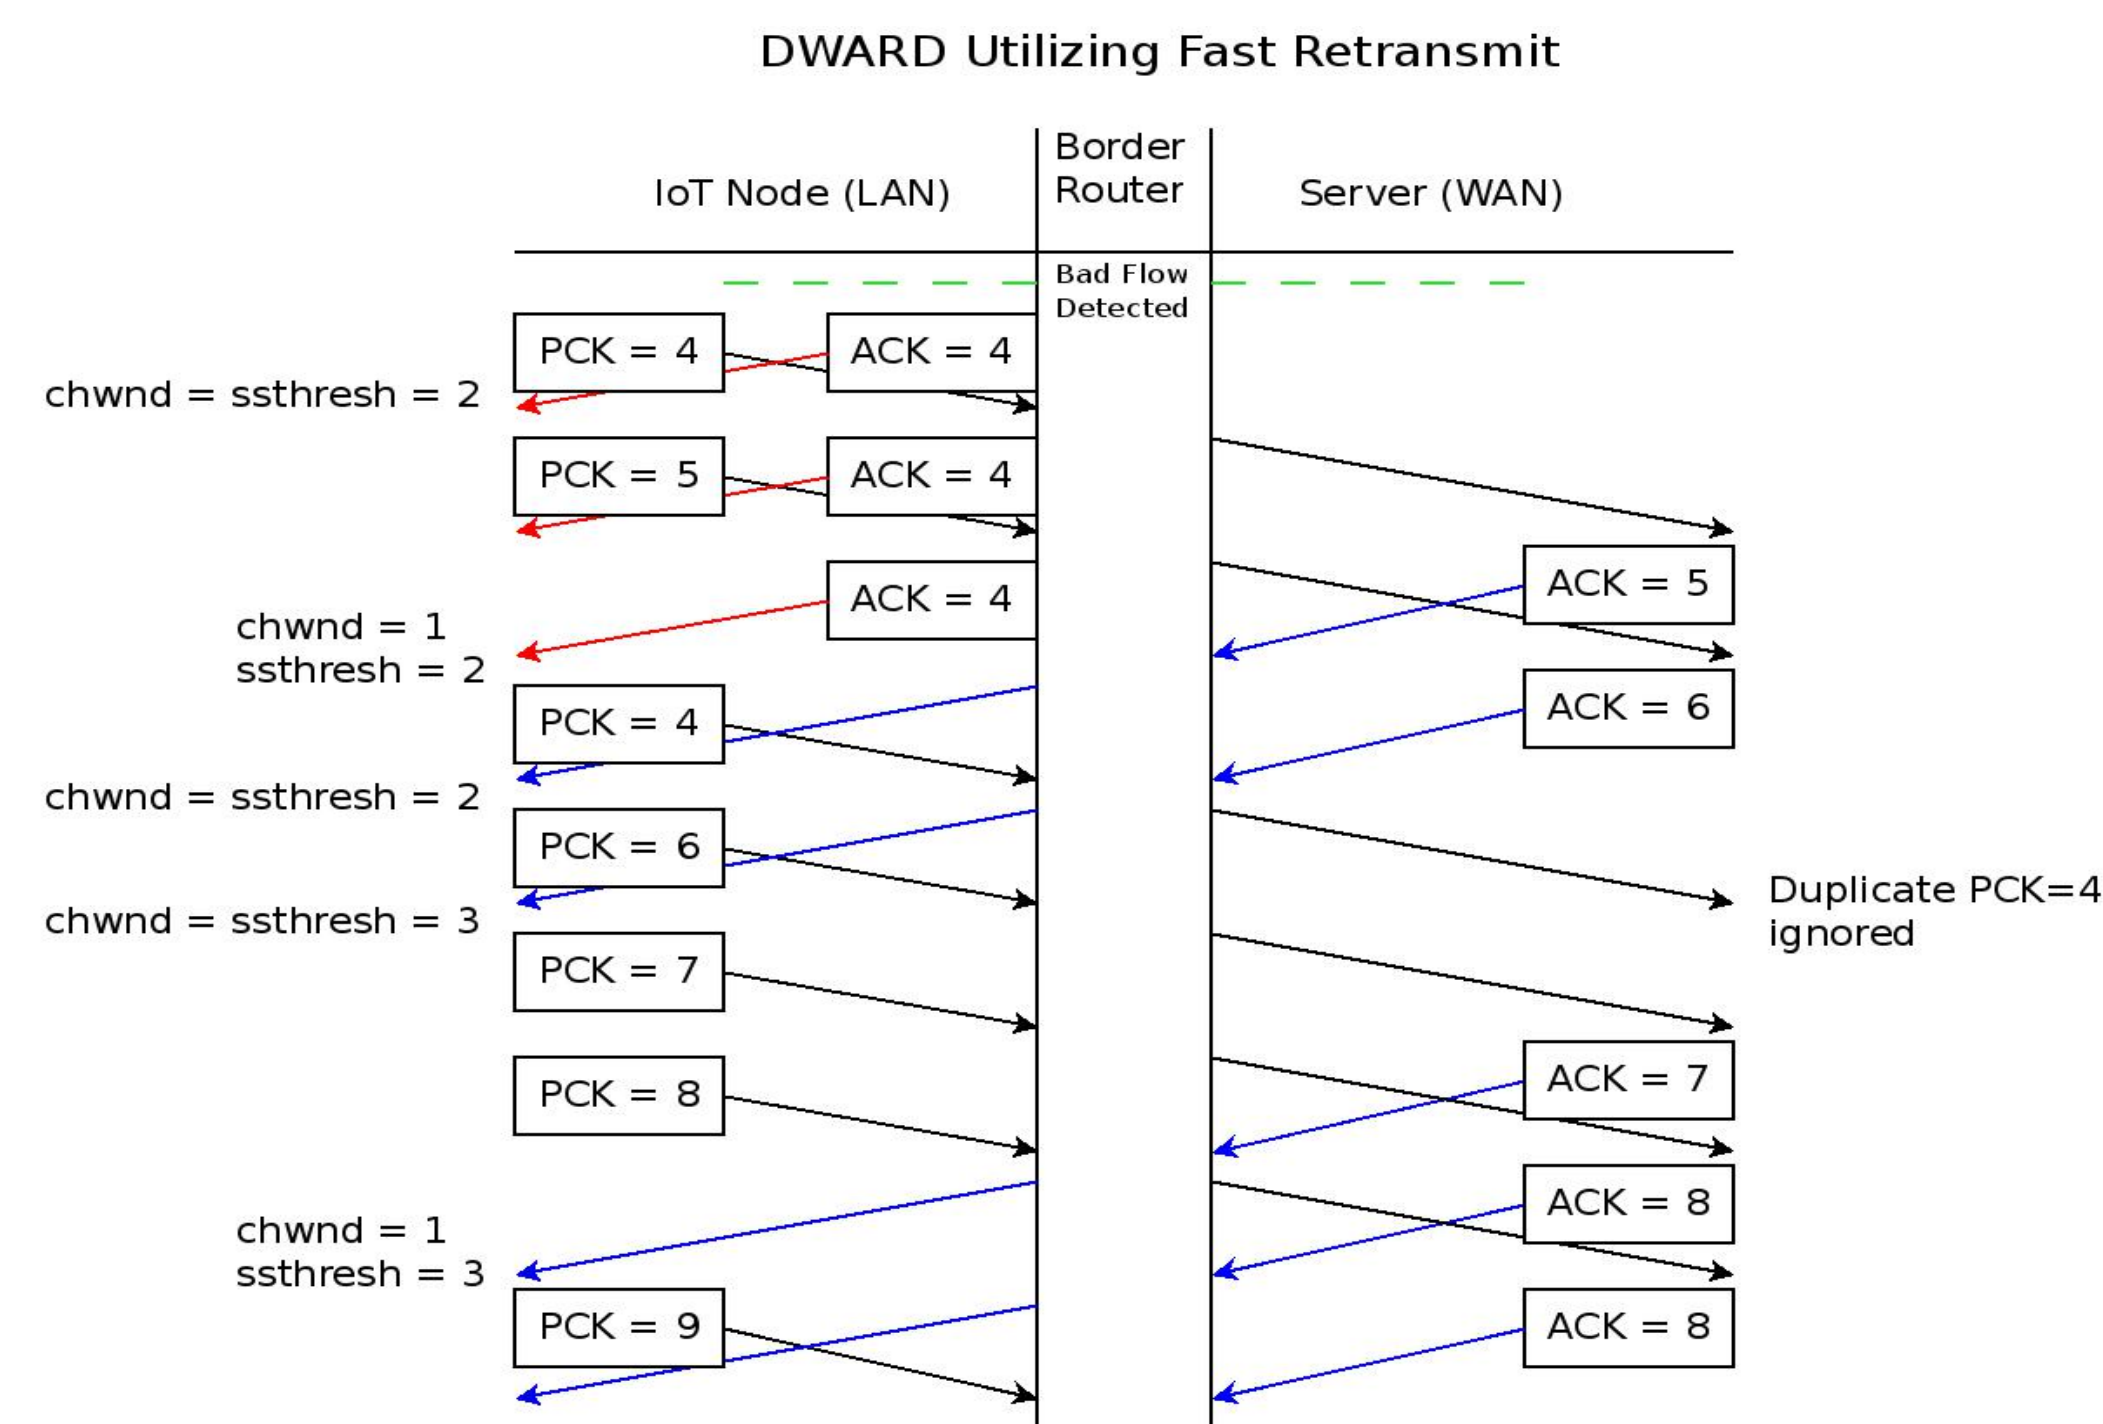 DWARD Utilizing Fast Retransmit
IoT Node (LAN)
Border
Router
Server (WAN)
Bad Flow
Detected
PCK = 4
ACK = 4
chwnd = ssthresh = 2
PCK = 5
ACK = 4
ACK = 5
ACK = 4
chwnd = 1
ssthresh = 2
PCK = 4
ACK = 6
chwnd = ssthresh = 2
PCK = 6
Duplicate PCK=4
ignored
chwnd = ssthresh = 3
PCK = 7
ACK = 7
PCK = 8
ACK = 8
chwnd = 1
ssthresh = 3
PCK = 9
ACK = 8